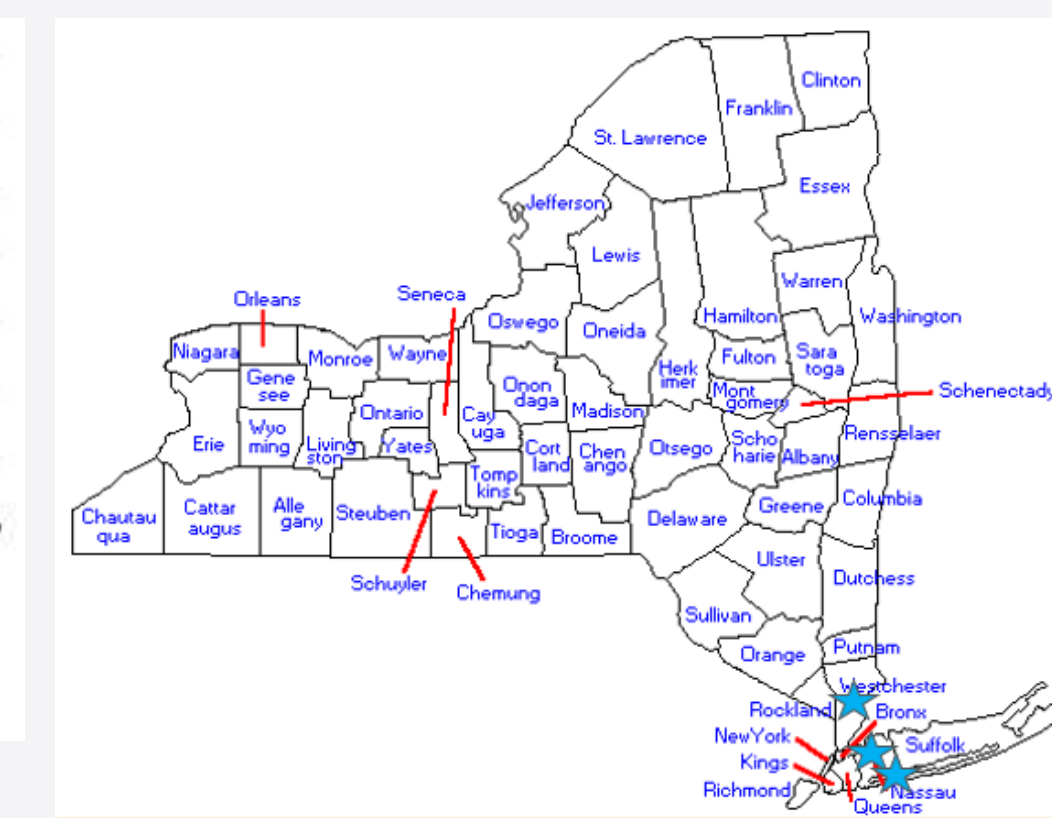 Clinton
Franklin
St. Lawrence
Essex
Jefferson
Lewis
Warren
Seneca
Orleans
Hamilton
Washington
Oswego
Oneida
Niagara
Monroe
Wayne
Fulton
Sara
toga
Herk
imer
Gene
see
Onon
daga
Mont
gomery
Schenectady
Ontario
Cay
uga
Madison
Wyo
ming
Erie
Living
ston
Yates
Cort
land
Chen
ango
Otsego
Scho
harie
Albany
Rensselaer
Tomp
kins
Chautau
qua
Cattar
augus
Alle
gany
Steuben
Tioga
Broome
Delaware
Greene
Columbia
Schuyler
Chemung
Ulster
Dutchess
Sullivan
Orange
Putnam
Westchester
Rockland
Bronx
NewYork
Suffolk
Kings
Richmond
Nassau
Queens